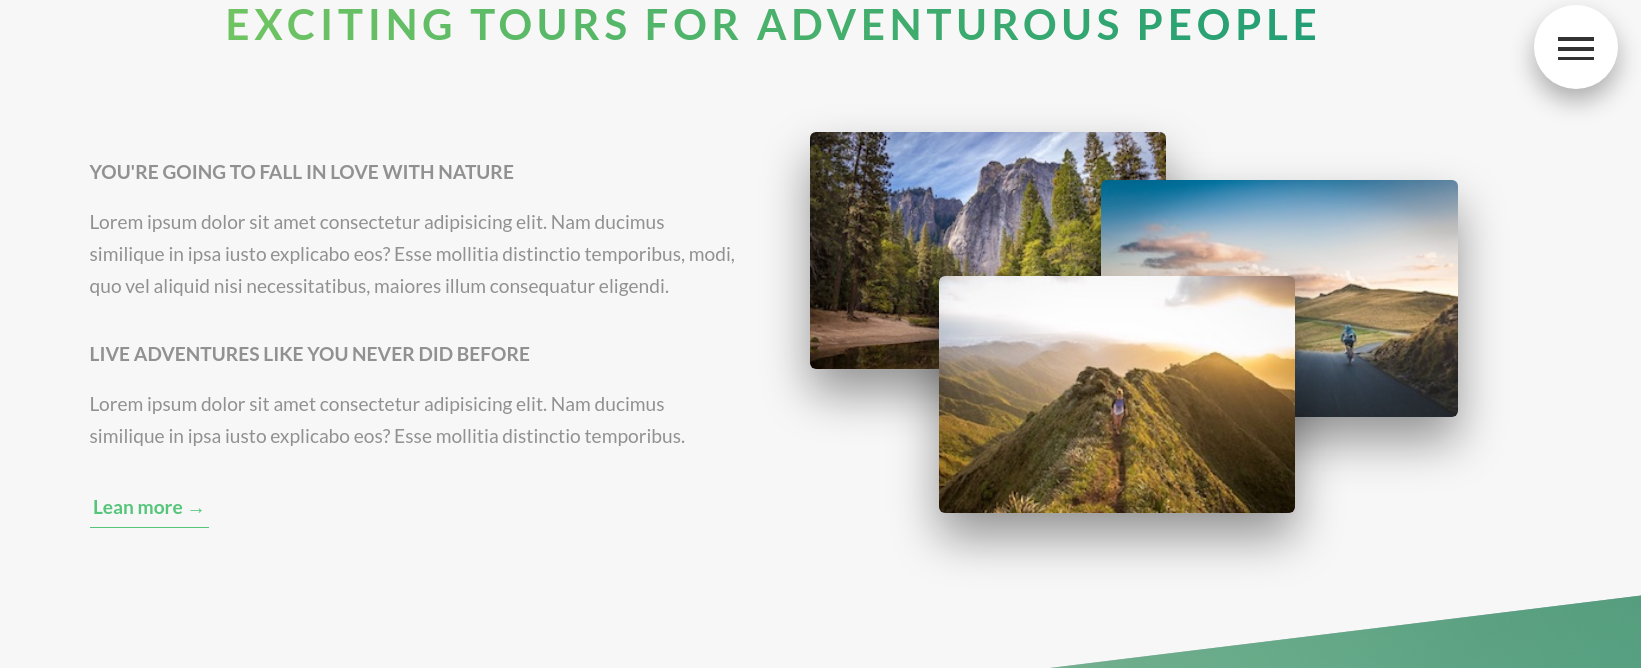 EXCITING TOURS FOR ADVENTUROUS PEOPLE
YOU'RE GOING TO FALL IN LOVE WITH NATURE
Lorem ipsum dolor sit amet consectetur adipisicing elit. Nam ducimus
similique in ipsa iusto explicabo eos? Esse mollitia distinctio temporibus, modi,
quo vel aliquid nisi necessitatibus, maiores illum consequatur eligendi.
LIVE ADVENTURES LIKE YOU NEVER DID BEFORE
Lorem ipsum dolor sit amet consectetur adipisicing elit. Nam ducimus
similique in ipsa iusto explicabo eos? Esse mollitia distinctio temporibus.
Lean more →